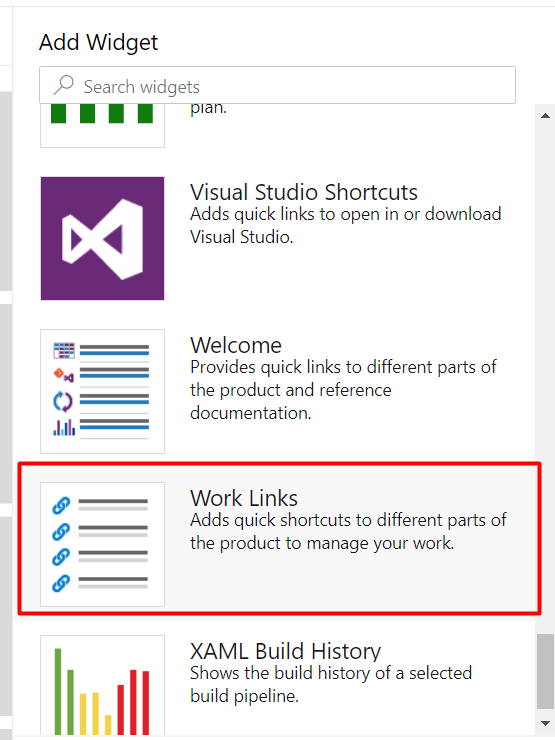 Add Widget
Search widgets
plan.
Visual Studio Shortcuts
Adds quick links to open in or download
Visual Studio.
Welcome
Provides quick links to different parts of
the product and reference
documentation.
Work Links
Adds quick shortcuts to different parts of
the product to manage your work.
XAML Build History
Shows the build history of a selected
build pipeline.